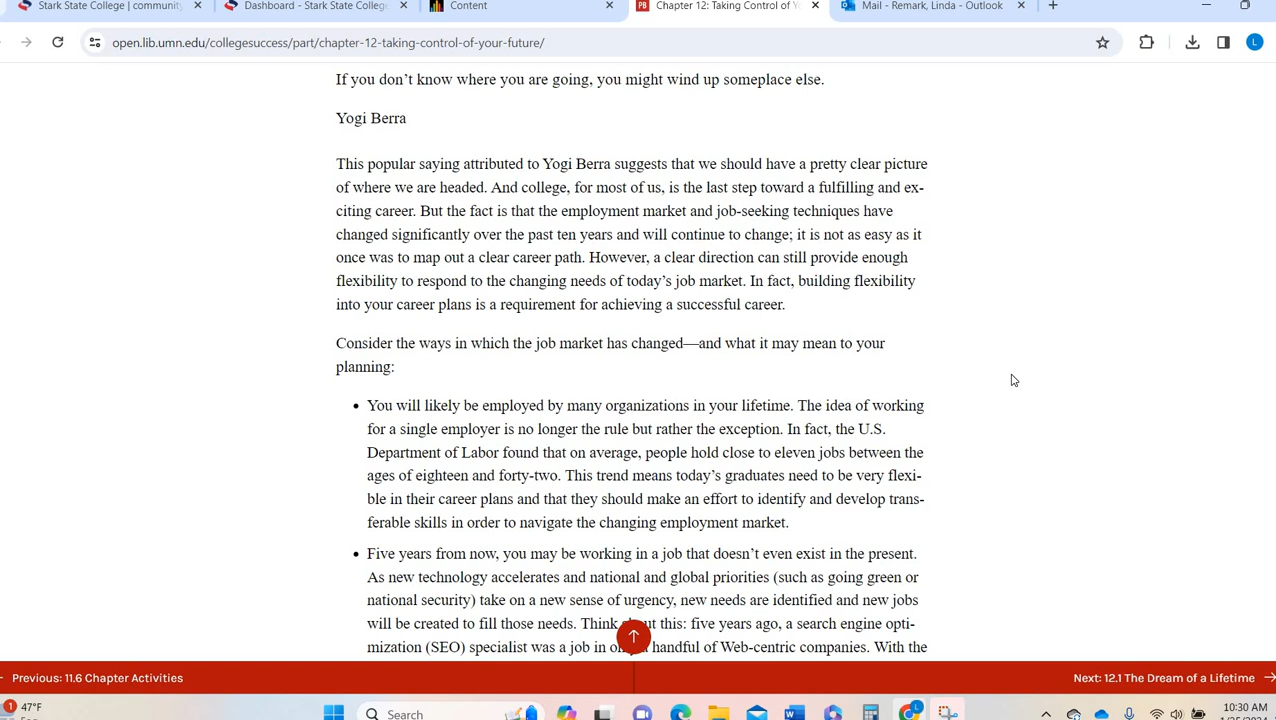 Stark State College | communit
Dashboard - Stark State College
Content
Chapter 12: Taking Control of Yo
Mail - Remark, Linda - Outlook
open.lib.umn.edu/collegesuccess/part/chapter-12-taking-control-of-your-future/
L
If you don’t know where you are going, you might wind up someplace else.
Yogi Berra
This popular saying attributed to Yogi Berra suggests that we should have a pretty clear picture
of where we are headed. And college, for most of us, is the last step toward a fulfilling and ex-
citing career. But the fact is that the employment market and job-seeking techniques have
changed significantly over the past ten years and will continue to change; it is not as easy as it
once was to map out a clear career path. However, a clear direction can still provide enough
flexibility to respond to the changing needs of today’s job market. In fact, building flexibility
into your career plans is a requirement for achieving a successful career.
Consider the ways in which the job market has changed—and what it may mean to your
planning:
• You will likely be employed by many organizations in your lifetime. The idea of working
for a single employer is no longer the rule but rather the exception. In fact, the U.S.
Department of Labor found that on average, people hold close to eleven jobs between the
ages of eighteen and forty-two. This trend means today’s graduates need to be very flexi-
ble in their career plans and that they should make an effort to identify and develop trans-
ferable skills in order to navigate the changing employment market.
• Five years from now, you may be working in a job that doesn’t even exist in the present.
As new technology accelerates and national and global priorities (such as going green or
national security) take on a new sense of urgency, new needs are identified and new jobs
will be created to fill those needs. Think about this: five years ago, a search engine opti-
mization (SEO) specialist was a job in only a handful of Web-centric companies. With the
Previous: 11.6 Chapter Activities
Next: 12.1 The Dream of a Lifetime
1
47°F
Search
10:30 AM